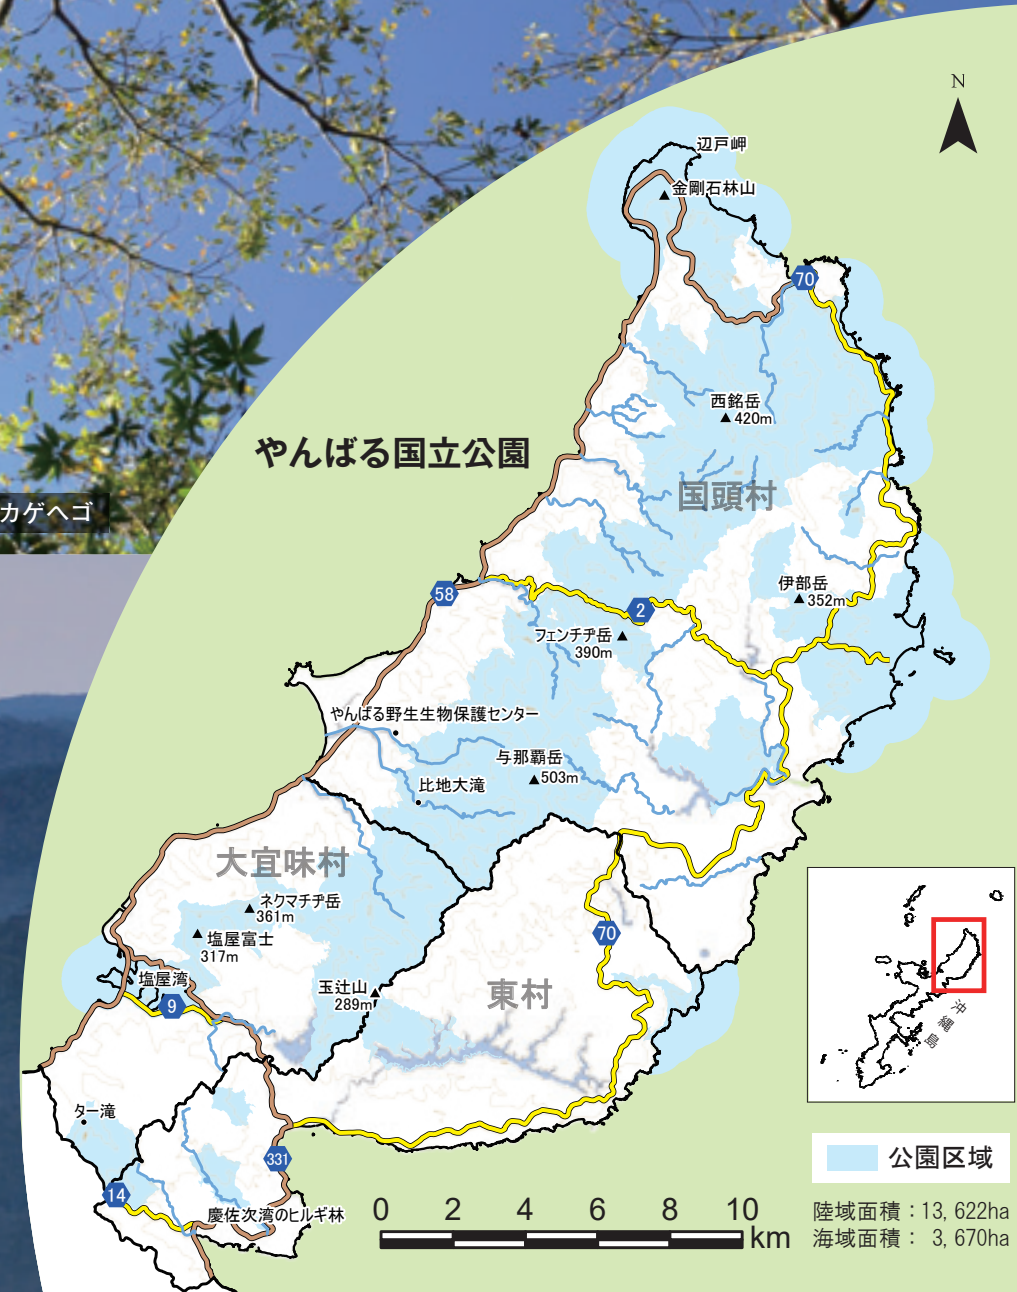 N
辺戸岬
金剛石林山
70
やんばる国立公園
西銘岳
420m
国頭村
カゲヘゴ
58
2
伊部岳
352m
フェンチヂ岳
390m
やんばる野生生物保護センター
与那覇岳
503m
比地大滝
大宜味村
ネクマチヂ岳
361m
塩屋富士
317m
70
塩屋湾
9
玉辻山
289m
東村
沖縄島
ター滝
331
14
慶佐次湾のヒルギ林
公園区域
0 2 4 6 8 10
km
陸域面積：13,622ha
海域面積： 3,670ha